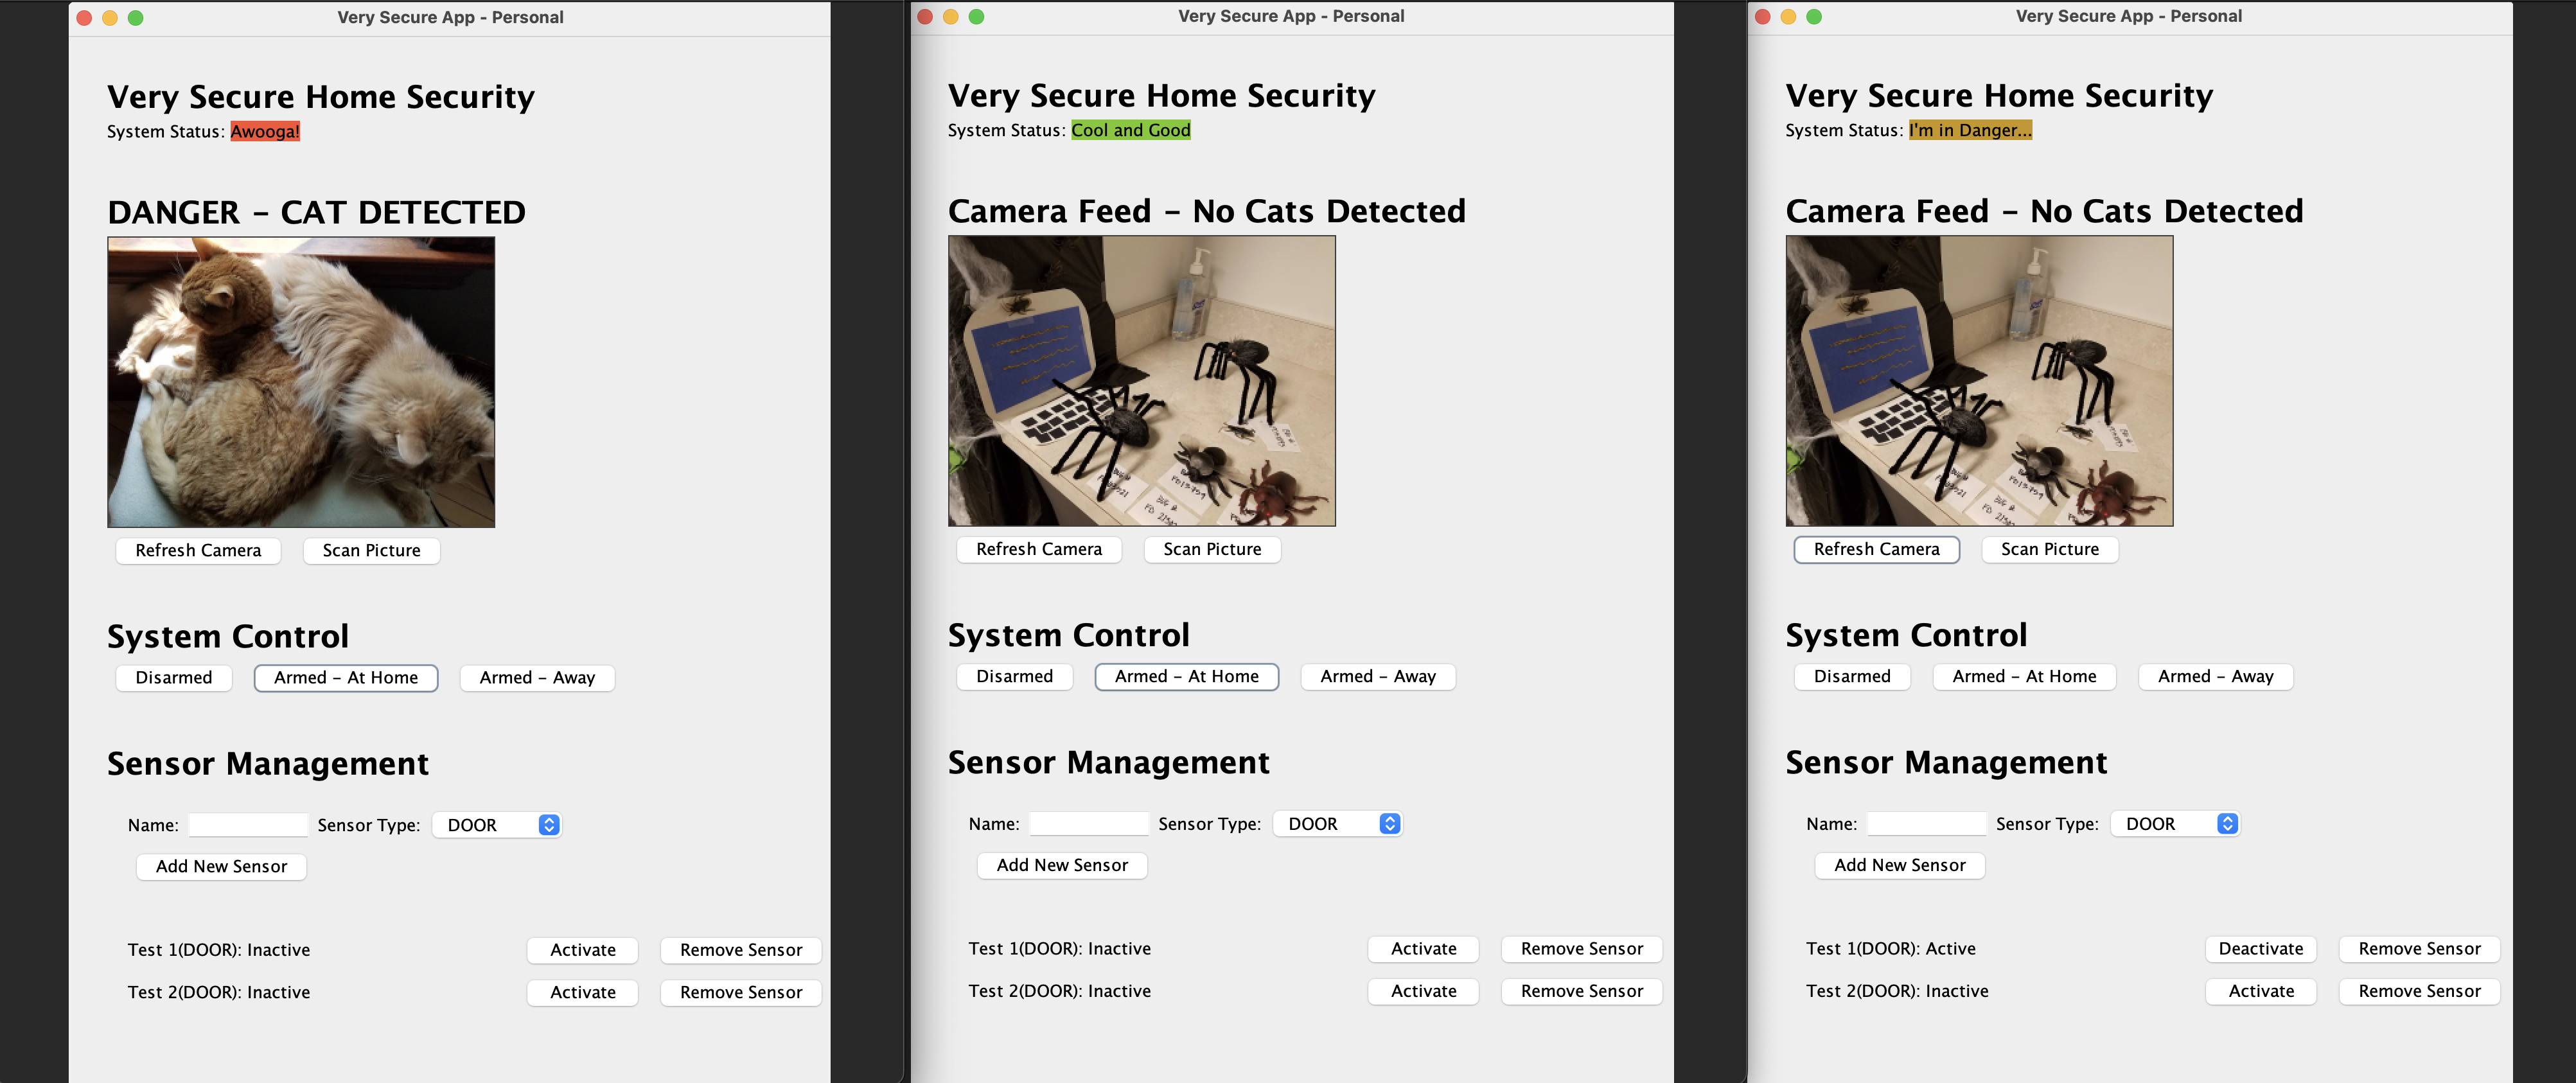 Very Secure App - Personal
Very Secure Home Security
System Status: Awooga!
DANGER - CAT DETECTED
Refresh Camera
Scan Picture
System Control
Disarmed
Armed - At Home
Armed - Away
Sensor Management
Name:
Sensor Type:
DOOR
Add New Sensor
Test 1(DOOR): Inactive
Activate
Remove Sensor
Test 2(DOOR): Inactive
Activate
Remove Sensor
Very Secure App - Personal
Very Secure Home Security
System Status: Cool and Good
Camera Feed - No Cats Detected
Refresh Camera
Scan Picture
System Control
Disarmed
Armed - At Home
Armed - Away
Sensor Management
Name:
Sensor Type:
DOOR
Add New Sensor
Test 1(DOOR): Inactive
Activate
Remove Sensor
Test 2(DOOR): Inactive
Activate
Remove Sensor
Very Secure App - Personal
Very Secure Home Security
System Status: I'm in Danger...
Camera Feed - No Cats Detected
Refresh Camera
Scan Picture
System Control
Disarmed
Armed - At Home
Armed - Away
Sensor Management
Name:
Sensor Type:
DOOR
Add New Sensor
Test 1(DOOR): Active
Deactivate
Remove Sensor
Test 2(DOOR): Inactive
Activate
Remove Sensor